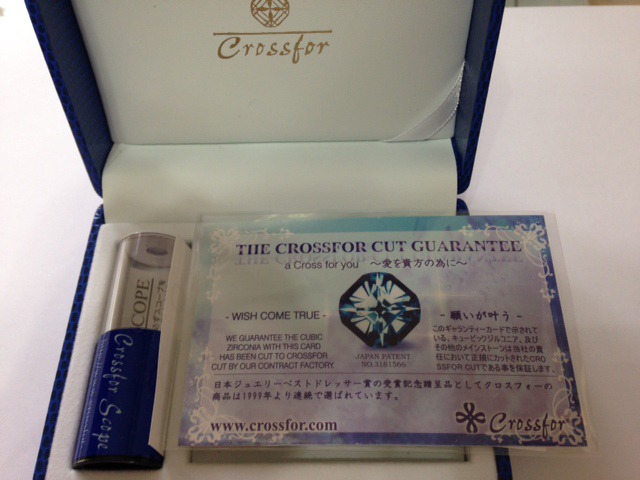 Crossfor
THE CROSSFOR CUT GUARANTEE
a Cross for you ～愛を貴方の為に～
- WISH COME TRUE -
WE GUARANTEE THE CUBIC
ZIRCONIA WITH THIS CARD
HAS BEEN CUT TO CROSSFOR
CUT BY OUR CONTRACT FACTORY.
JAPAN PATENT
NO.3181566
- 願いが叶う -
このギャランティーカードで示されて
いる、キュービックジルコニア、及び
その他のメインストーンは当社の責
任において正確にカットされたCRO
SSFOR CUTである事を保証します。
日本ジュエリーベストドレッサー賞の受賞記念贈呈品としてクロスフォーの
商品は1999年より連続で選ばれています。
www.crossfor.com
Crossfor
SCOPE
Crossfor Scope